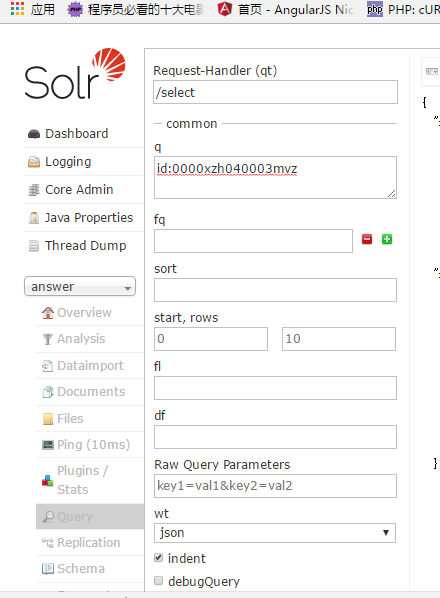 应用 程序员必看的十大电影 首页 - AngularJS Nic PHP: cUR
Solr
Dashboard
Logging
Core Admin
Java Properties
Thread Dump
answer
Overview
Analysis
Dataimport
Documents
Files
Ping (10ms)
Plugins /
Stats
Query
Replication
Schema
Request-Handler (qt)
/select
common
q
id:0000xzh040003mvz
fq
sort
start, rows
0 10
fl
df
Raw Query Parameters
key1=val1&key2=val2
wt
json
indent
debugQuery
{
}